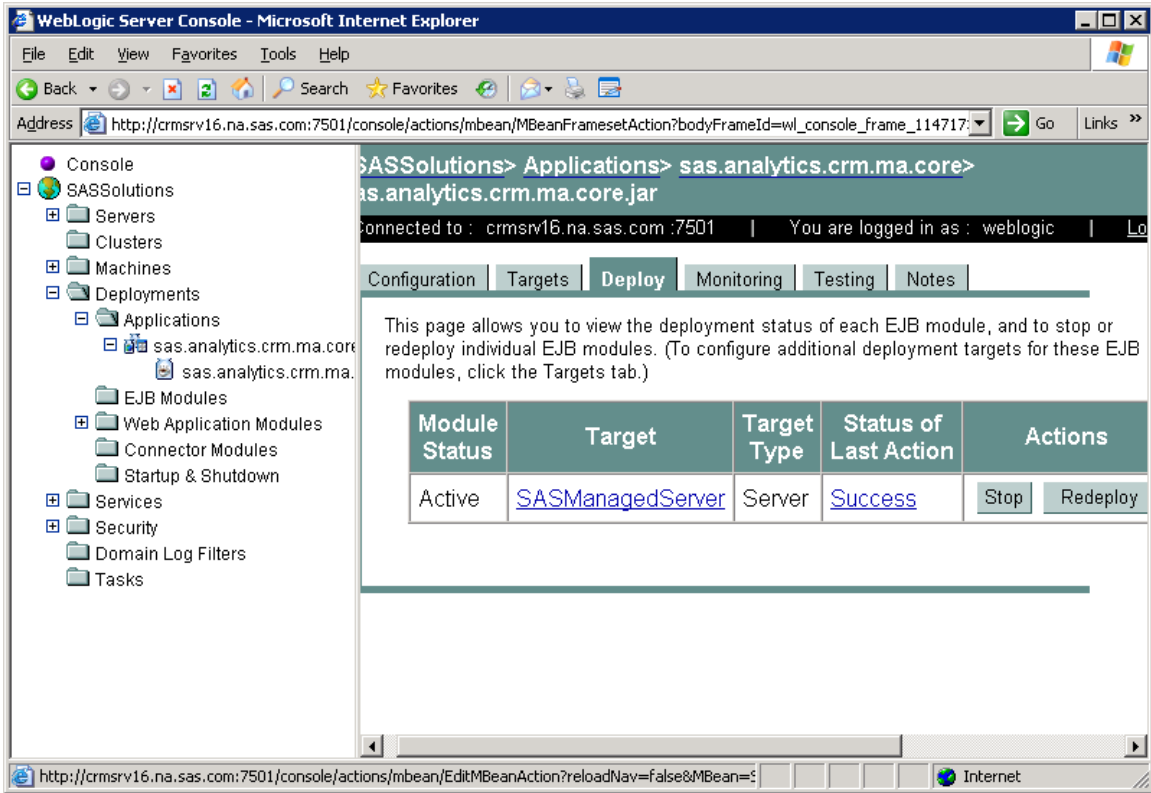 WebLogic Server Console - Microsoft Internet Explorer
File Edit View Favorites Tools Help
Back Search Favorites
Address http://crmsrv16.na.sas.com:7501/console/actions/mbean/MBeanFramesetAction?bodyFrameId=wl_console_frame_114717 Go Links »
Console
SASSolutions
Servers
Clusters
Machines
Deployments
Applications
sas.analytics.crm.ma.core
sas.analytics.crm.ma.
EJB Modules
Web Application Modules
Connector Modules
Startup & Shutdown
Services
Security
Domain Log Filters
Tasks
SASSolutions> Applications> sas.analytics.crm.ma.core>
as.analytics.crm.ma.core.jar
onnected to : crmsrv16.na.sas.com :7501 | You are logged in as : weblogic | Lo
Configuration Targets Deploy Monitoring Testing Notes
This page allows you to view the deployment status of each EJB module, and to stop or
redeploy individual EJB modules. (To configure additional deployment targets for these EJB
modules, click the Targets tab.)
Module Status Target Target Type Status of Last Action Actions
Active SASManagedServer Server Success Stop Redeploy
http://crmsrv16.na.sas.com:7501/console/actions/mbean/EditMBeanAction?reloadNav=false&MBean= Internet